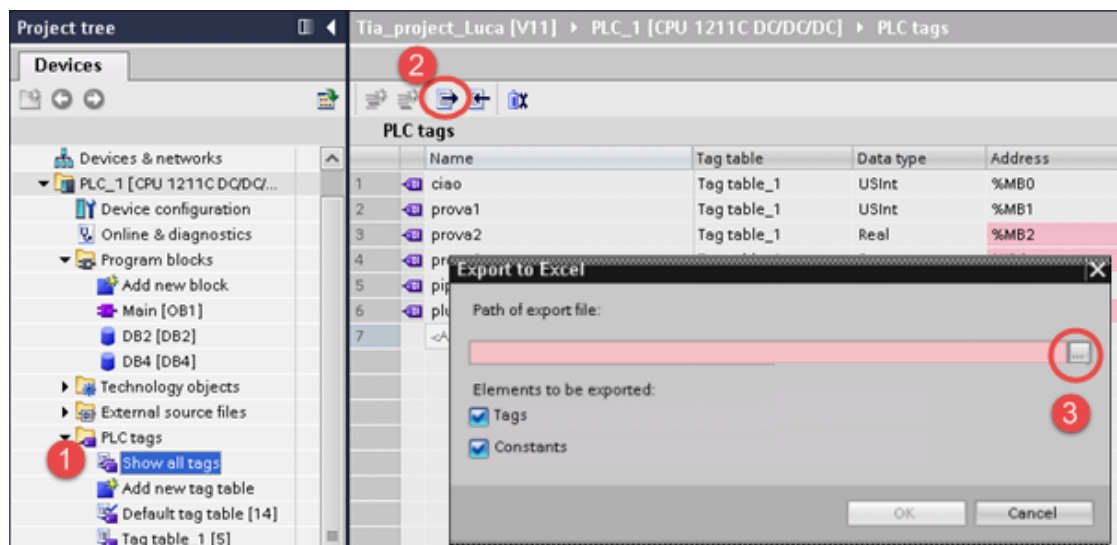 Project tree
Tia_project_Luca [V11] ▸ PLC_1 [CPU 1211C DC/DC/DC] ▸ PLC tags
Devices
2
PLC tags
Name Tag table Data type Address
1 ciao Tag table_1 USInt %MB0
2 prova1 Tag table_1 USInt %MB1
3 prova2 Tag table_1 Real %MB2
4
5
6
7
Devices & networks
PLC_1 [CPU 1211C DC/DC/...
Device configuration
Online & diagnostics
Program blocks
Add new block
Main [OB1]
DB2 [DB2]
DB4 [DB4]
Technology objects
External source files
PLC tags
1
Show all tags
Add new tag table
Default tag table [14]
Tag table_1 [5]
Export to Excel
Path of export file:
...
3
Elements to be exported:
Tags
Constants
OK Cancel